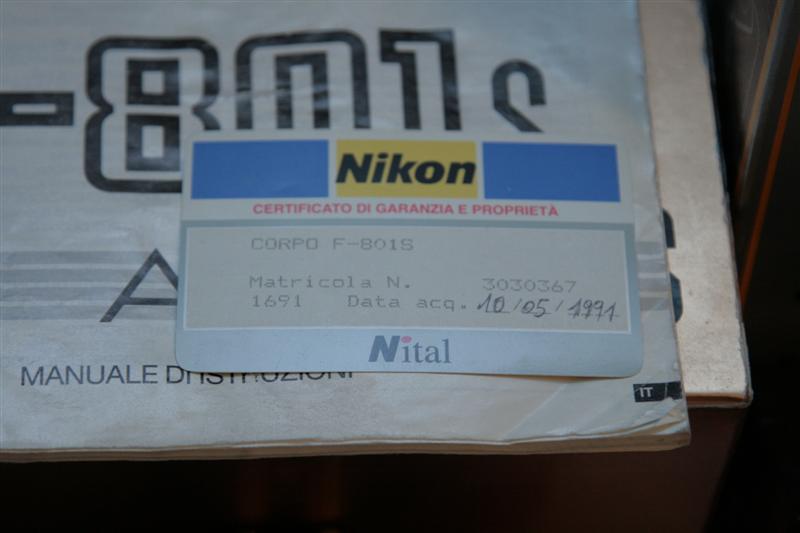 -801s
Nikon
CERTIFICATO DI GARANZIA E PROPRIETÀ
CORPO F-801S
Matricola N. 3030367
1691 Data acq. 10/05/1991
Nital
MANUALE DI ISTRUZIONI
IT